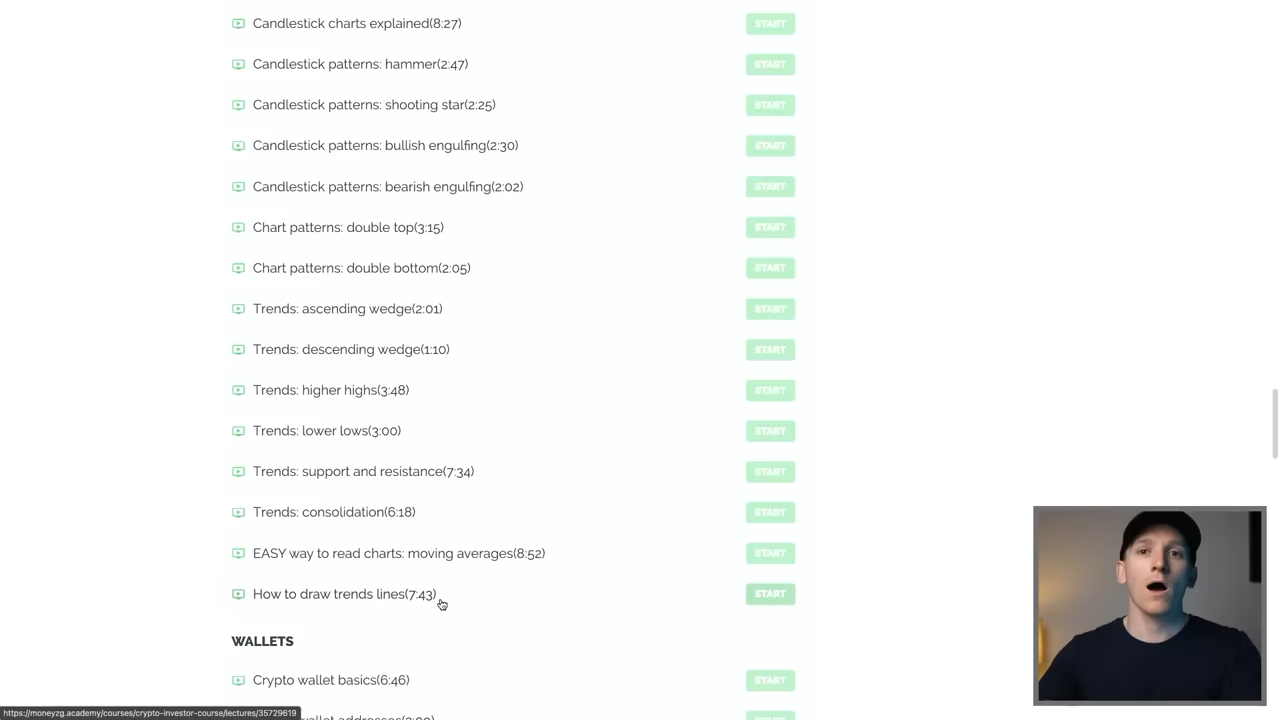 Candlestick charts explained(8:27) START
Candlestick patterns: hammer(2:47) START
Candlestick patterns: shooting star(2:25) START
Candlestick patterns: bullish engulfing(2:30) START
Candlestick patterns: bearish engulfing(2:02) START
Chart patterns: double top(3:15) START
Chart patterns: double bottom(2:05) START
Trends: ascending wedge(2:01) START
Trends: descending wedge(1:10) START
Trends: higher highs(3:48) START
Trends: lower lows(3:00) START
Trends: support and resistance(7:34) START
Trends: consolidation(6:18) START
EASY way to read charts: moving averages(8:52) START
How to draw trends lines(7:43) START
WALLETS
Crypto wallet basics(6:46) START
https://moneyzg.academy/courses/crypto-investor-course/lectures/35729619